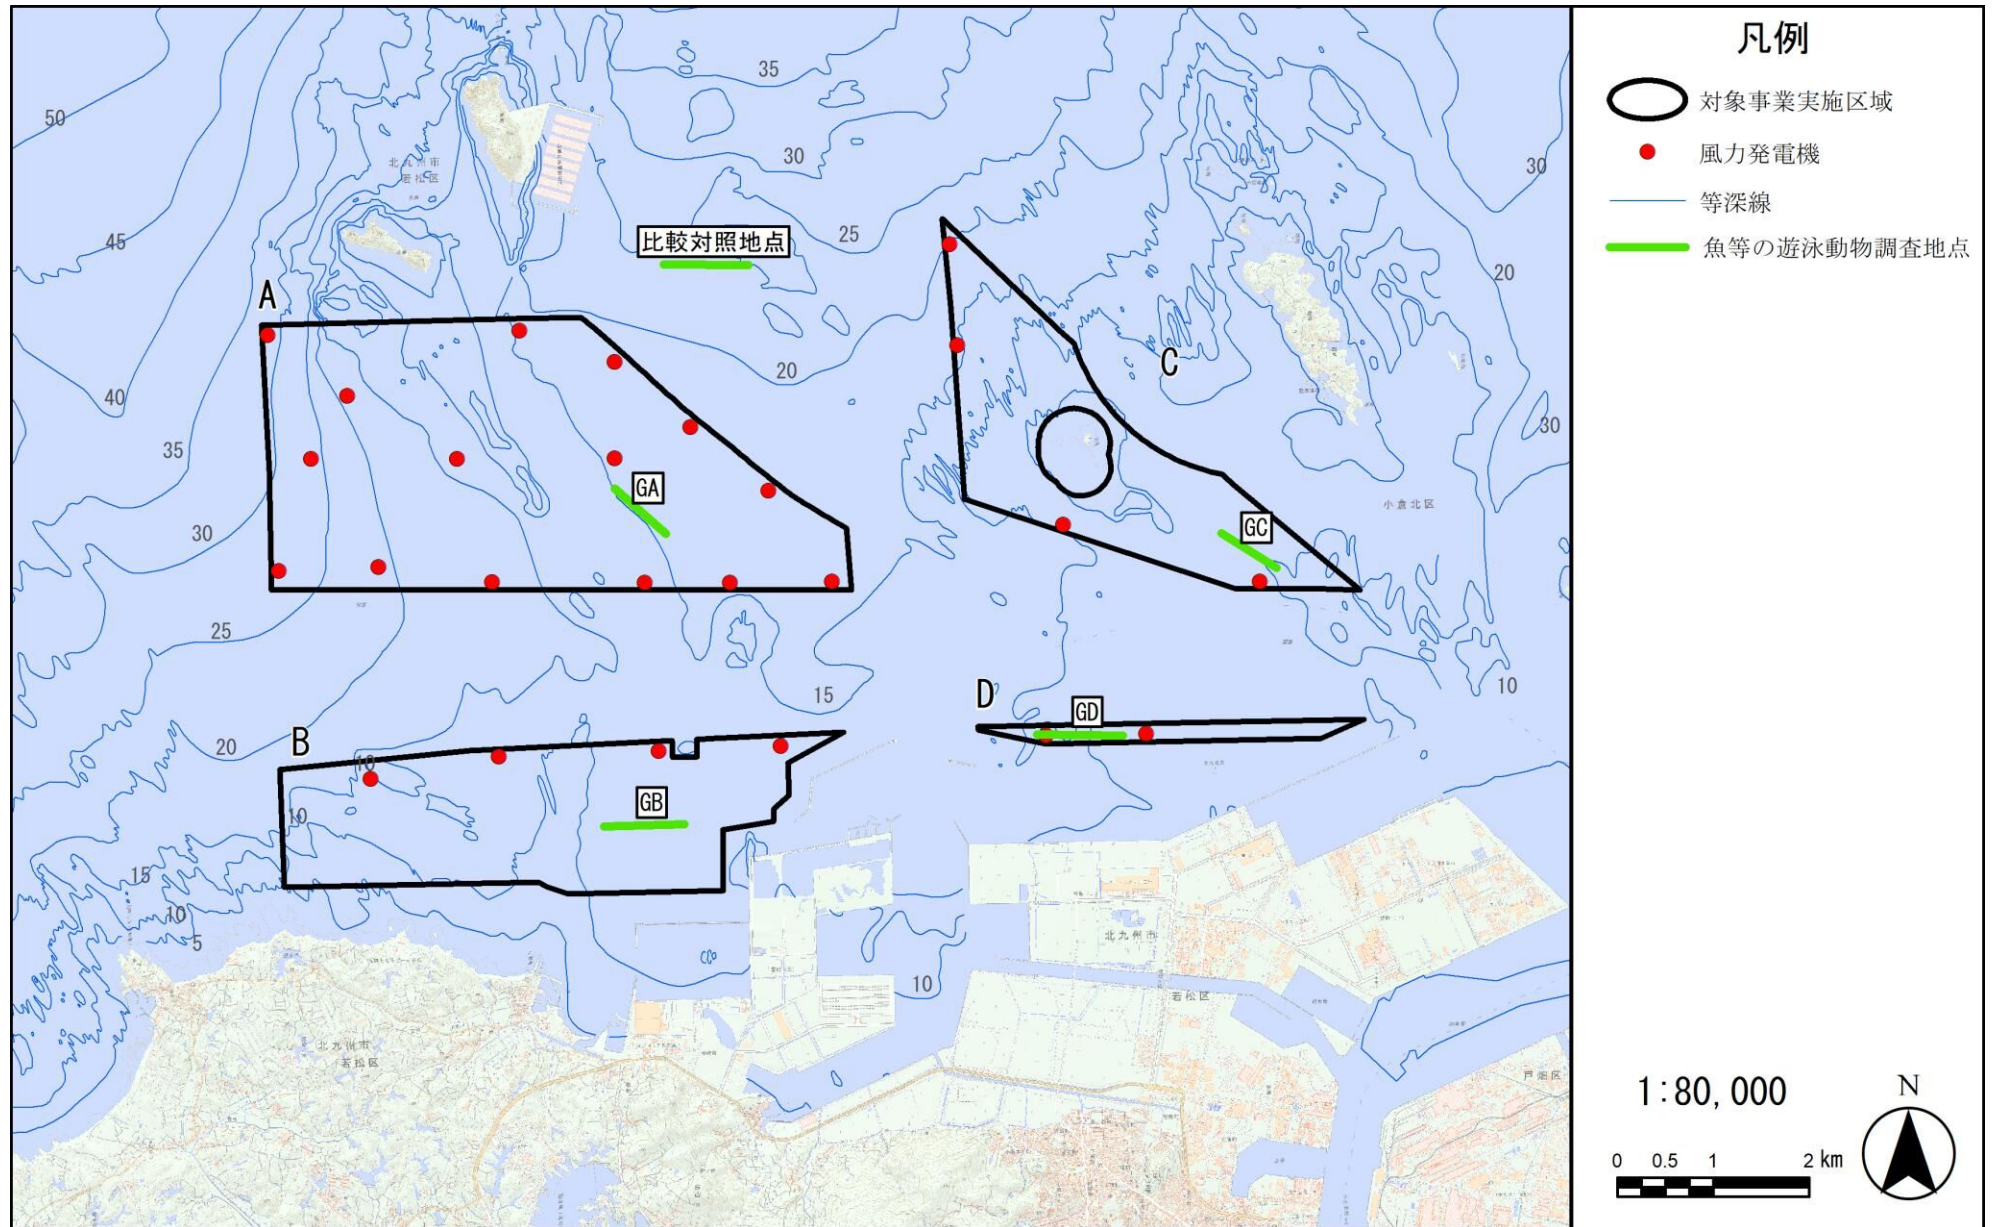 凡例
対象事業実施区域
風力発電機
等深線
魚等の遊泳動物調査地点
35
50
30
30
北九州市
若松区
比較対照地点
25
45
20
A
20
C
40
30
35
GA
小倉北区
GC
30
25
10
15
D
GD
B
20
10
GB
10
15
10
5
北九州市
10
若松区
北九州市
若松区
戸畑区
1:80,000
N
0 0.5 1 2 km